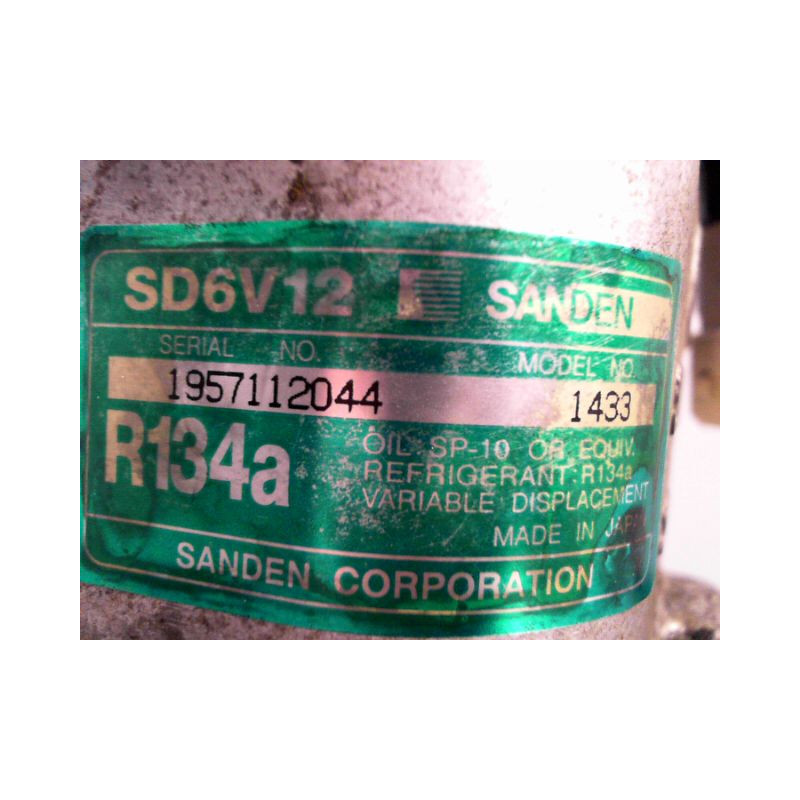 SD6V12 SANDEN
SERIAL NO. MODEL NO.
1957112044 1433
R134a
OIL SP-10 OR EQUIV.
REFRIGERANT:R134a
VARIABLE DISPLACEMENT
MADE IN
SANDEN CORPORATION